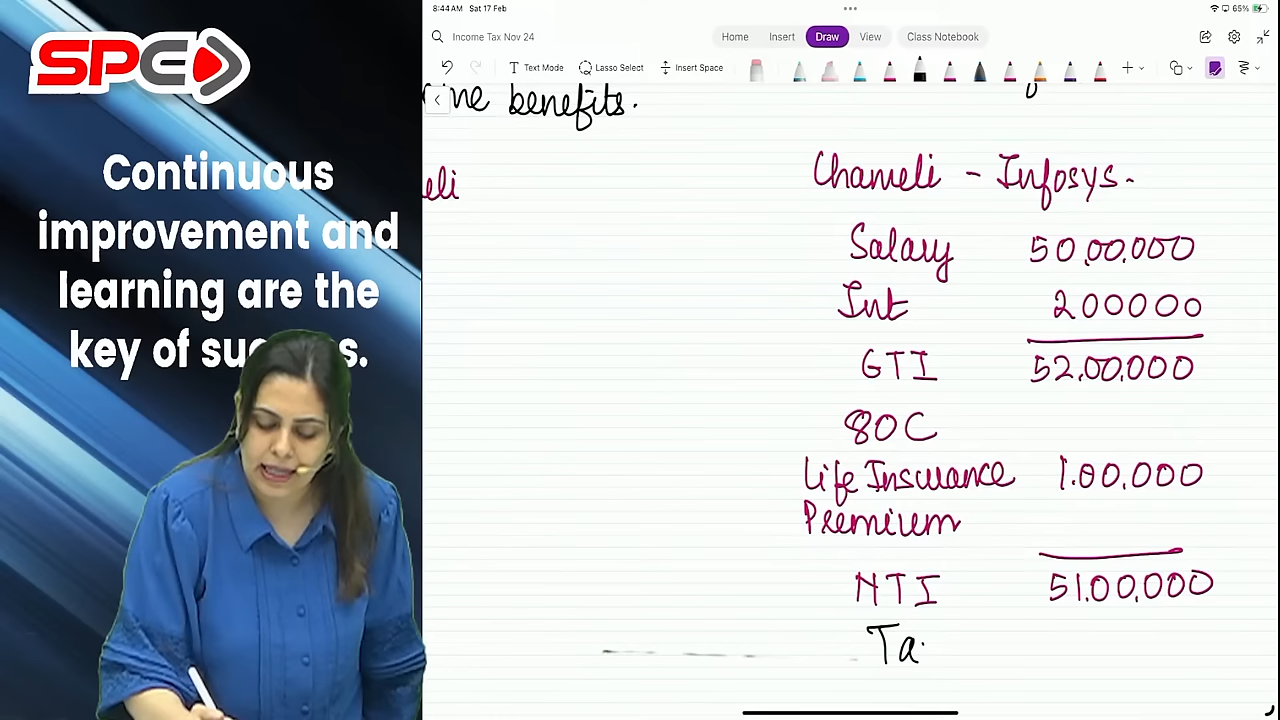 SPC
Continuous
improvement and
learning are the
key of
8:44 AM Sat 17 Feb
65%
Income Tax Nov 24
Home Insert Draw View Class Notebook
Text Mode Lasso Select Insert Space
benefits.
eli
Chameli - Infosys.
Salary 50,00,000
Int 200000
GTI 52,00,000
80C
Life Insurance 1,00,000
Premium
NTI 51,00,000
Ta